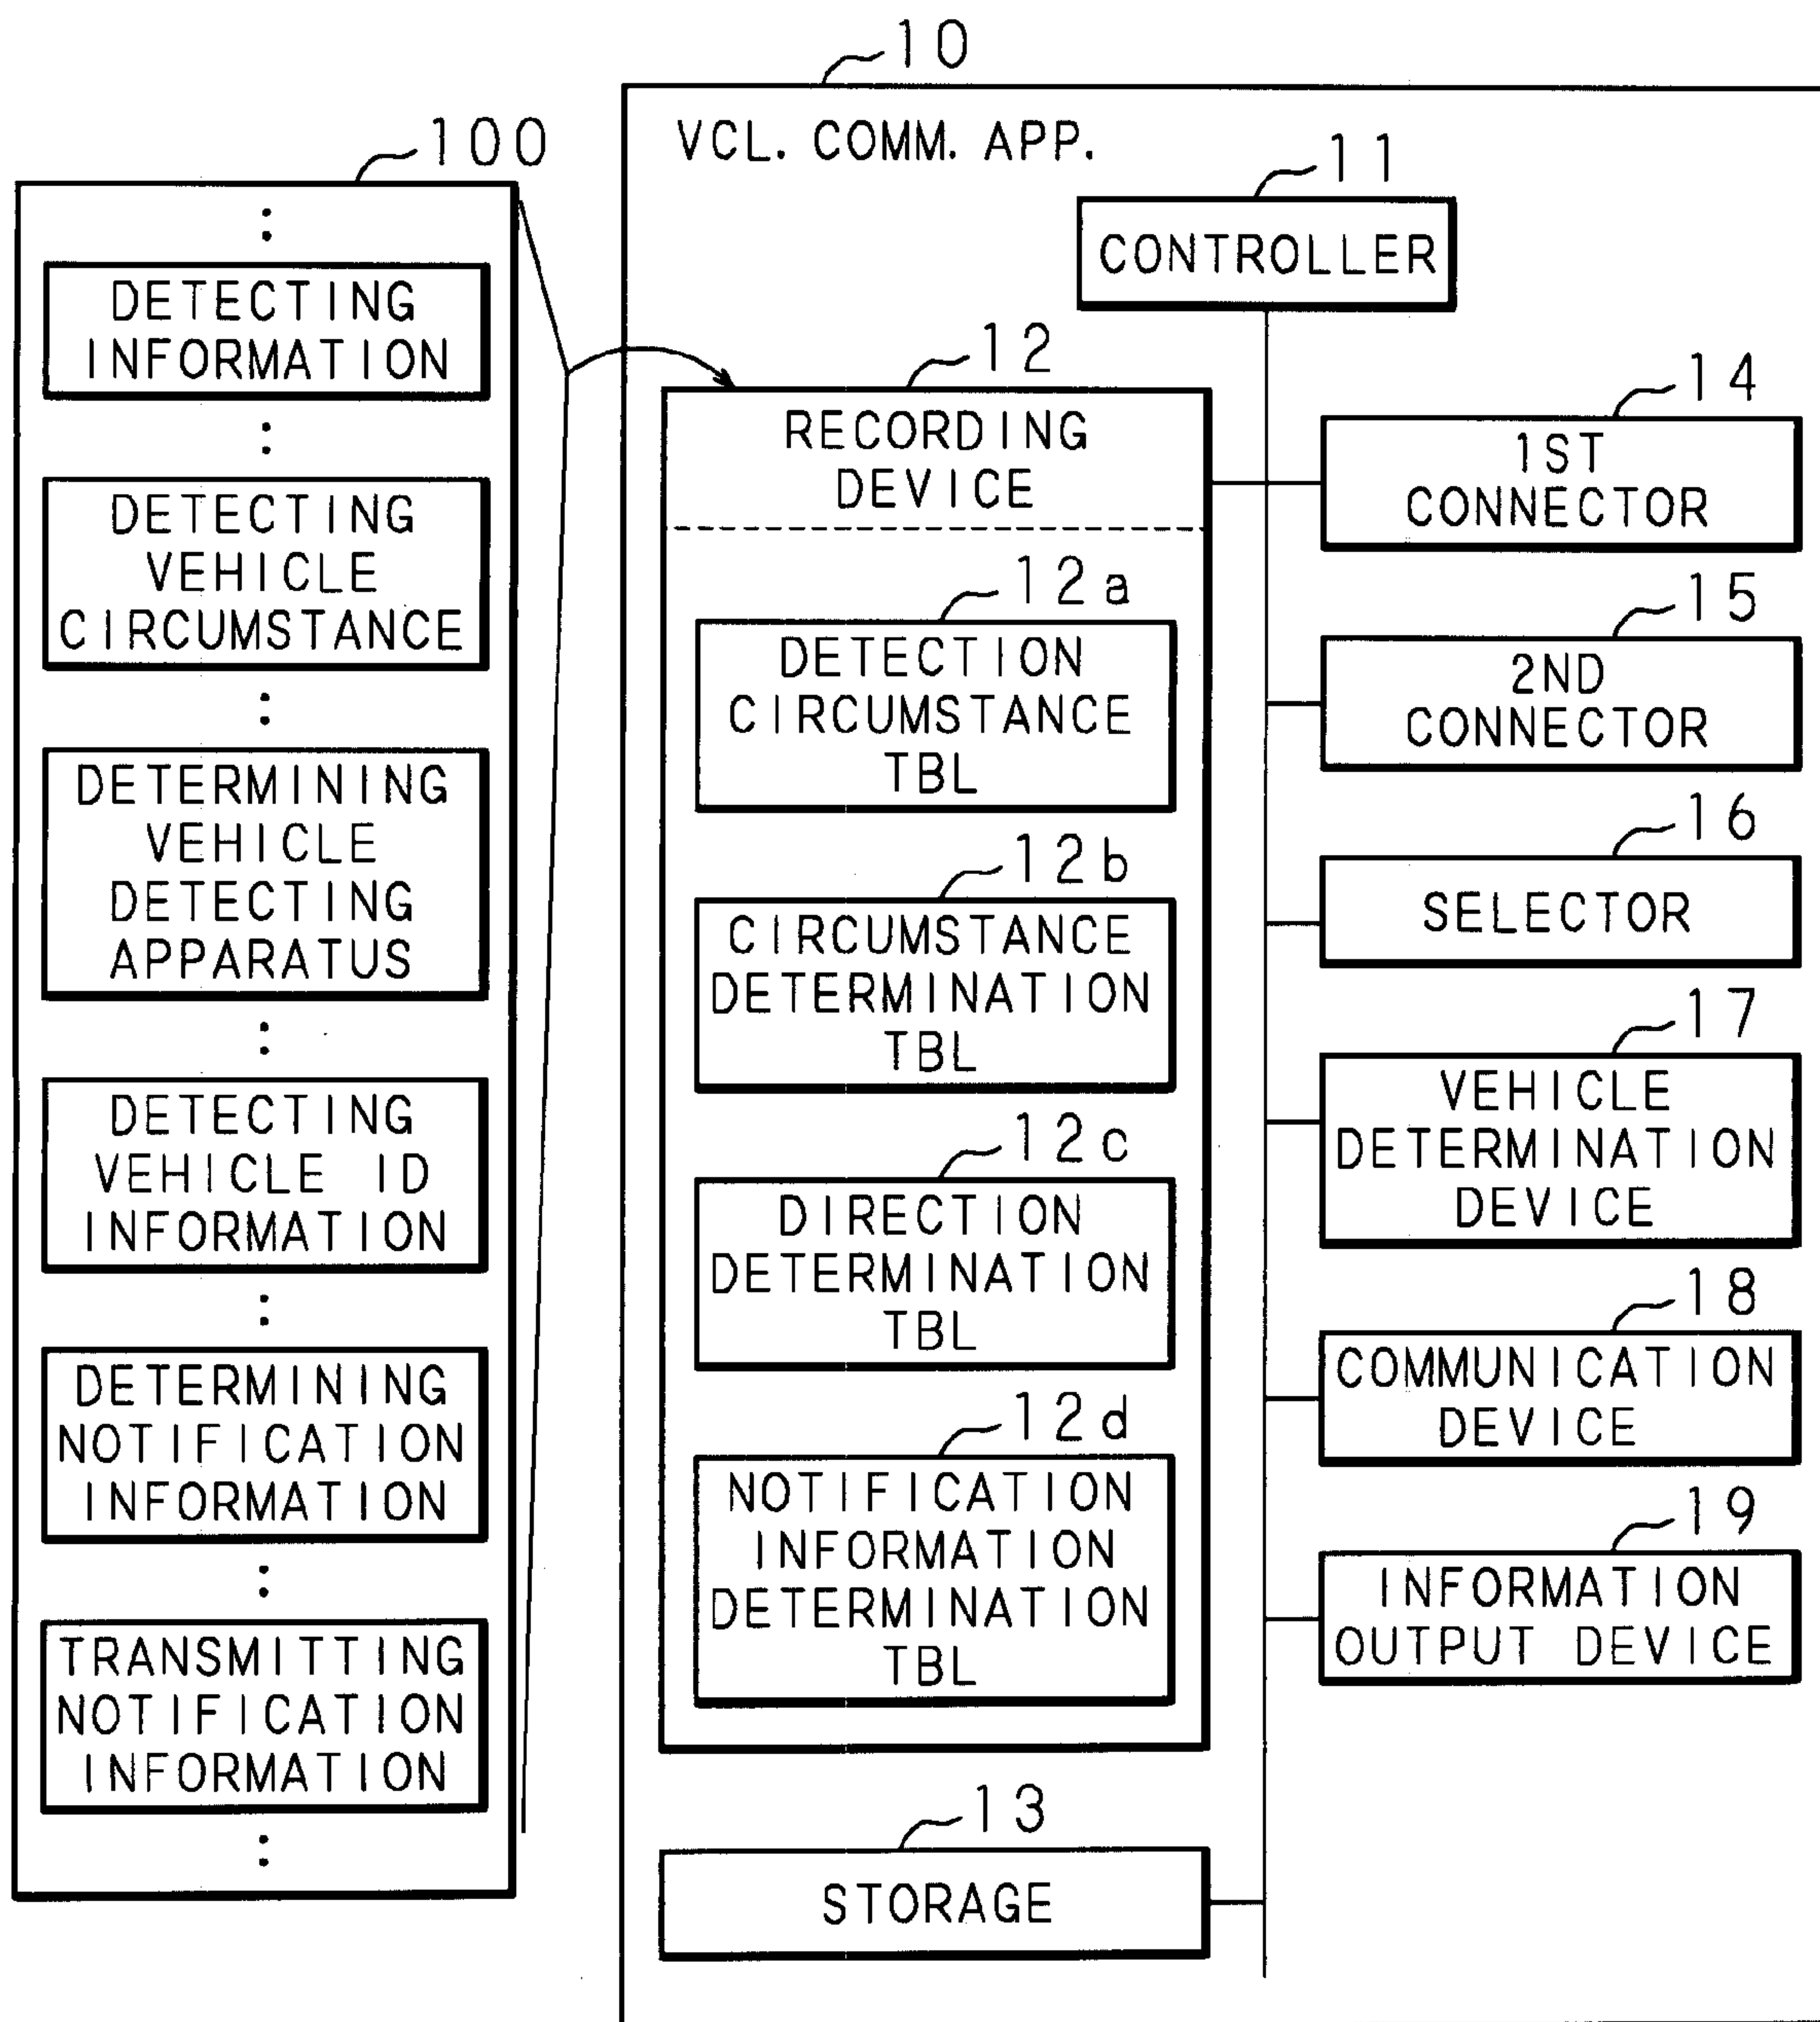 10
100
VCL. COMM. APP.
11
CONTROLLER
DETECTING
INFORMATION
DETECTING
VEHICLE
CIRCUMSTANCE
DETERMINING
VEHICLE
DETECTING
APPARATUS
DETECTING
VEHICLE ID
INFORMATION
DETERMINING
NOTIFICATION
INFORMATION
TRANSMITTING
NOTIFICATION
INFORMATION
12
RECORDING
DEVICE
12a
DETECTION
CIRCUMSTANCE
TBL
12b
CIRCUMSTANCE
DETERMINATION
TBL
12c
DIRECTION
DETERMINATION
TBL
12d
NOTIFICATION
INFORMATION
DETERMINATION
TBL
13
STORAGE
14
1ST
CONNECTOR
15
2ND
CONNECTOR
16
SELECTOR
17
VEHICLE
DETERMINATION
DEVICE
18
COMMUNICATION
DEVICE
19
INFORMATION
OUTPUT DEVICE